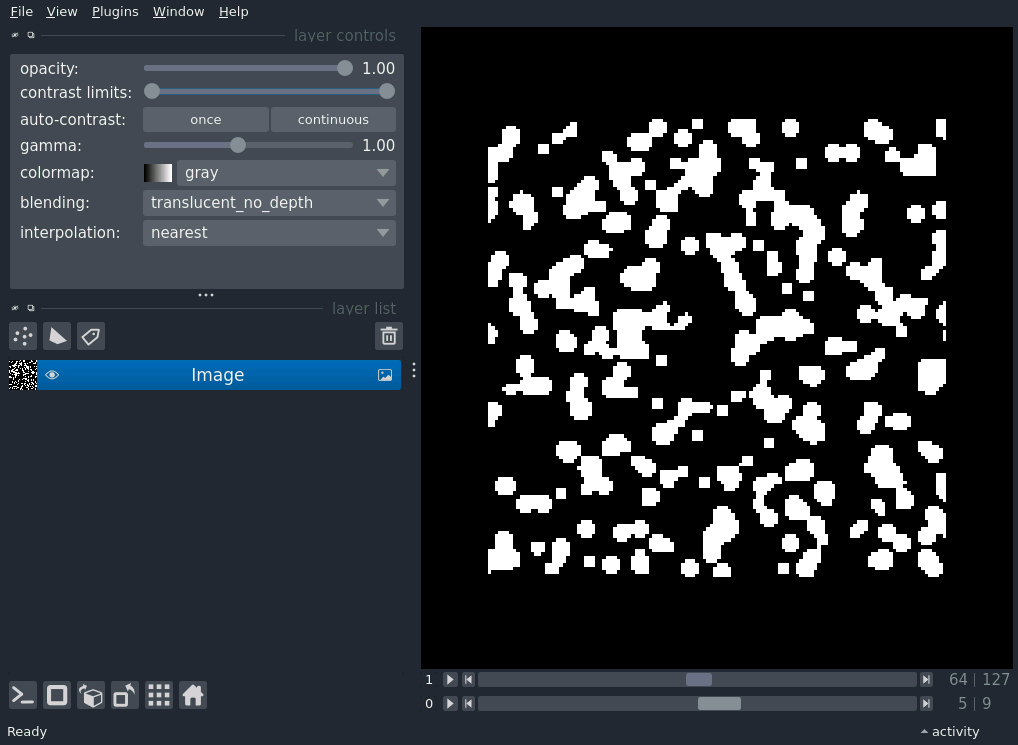 File View Plugins Window Help
layer controls
opacity: 1.00
contrast limits:
auto-contrast: once continuous
gamma: 1.00
colormap: gray
blending: translucent_no_depth
interpolation: nearest
layer list
Image
1 64 | 127
0 5 | 9
Ready activity